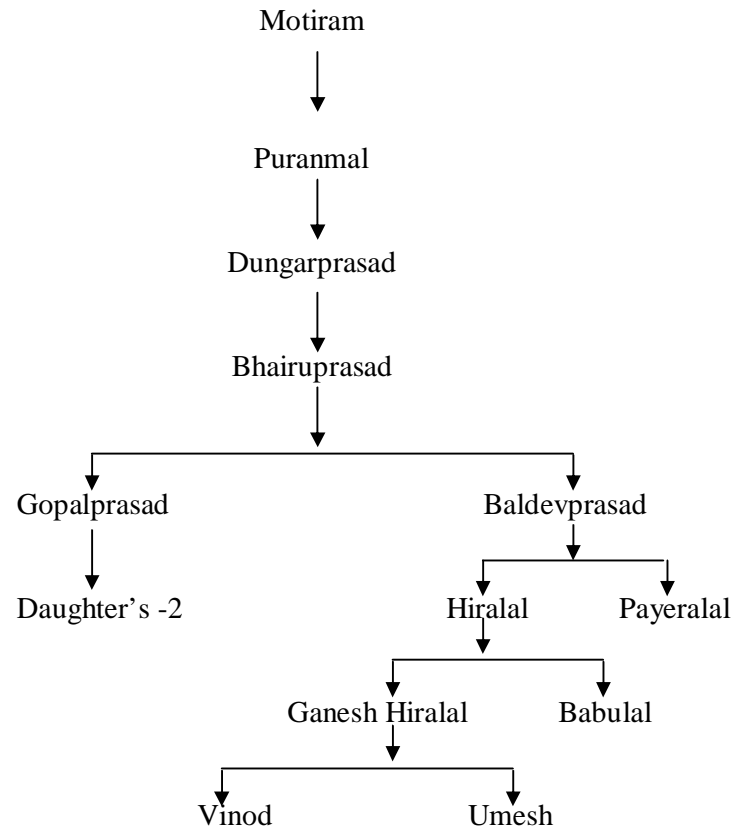 Motiram
Puranmal
Dungarprasad
Bhairuprasad
Gopalprasad Baldevprasad
Daughter’s -2 Hiralal Payeralal
Ganesh Hiralal Babulal
Vinod Umesh